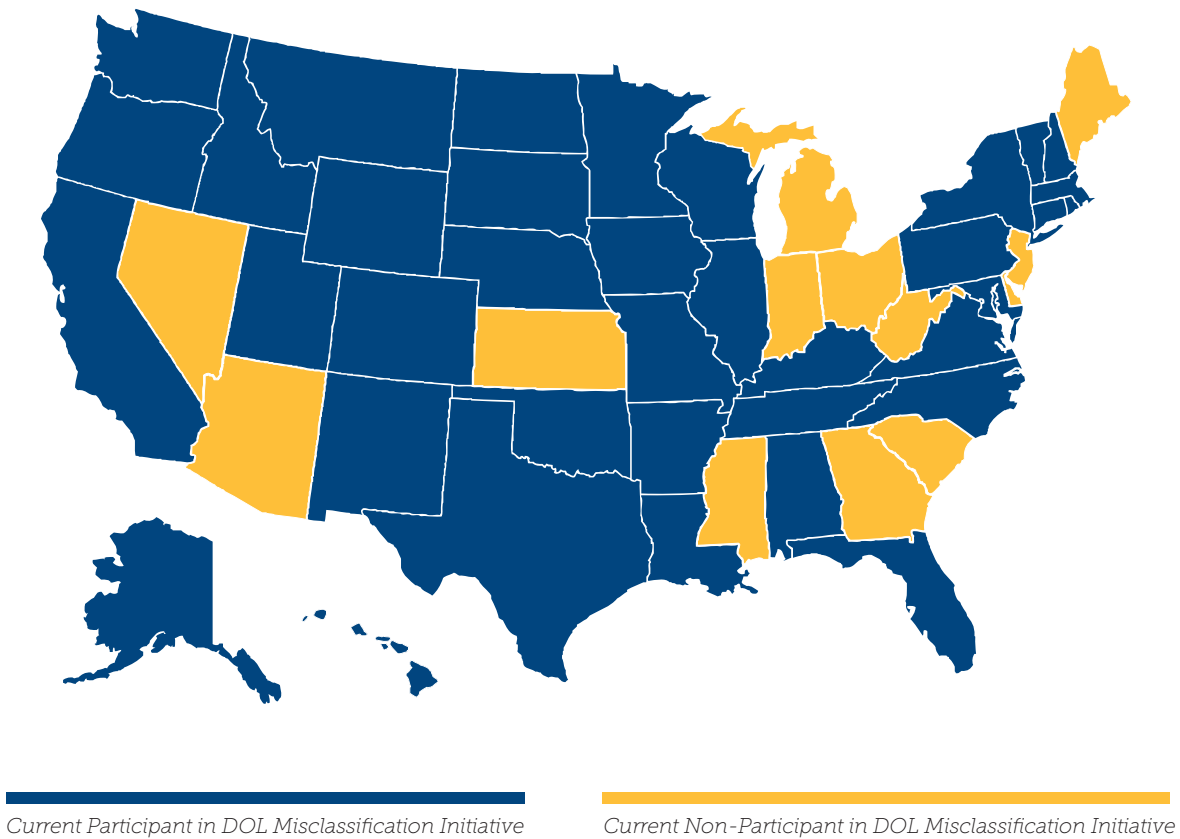 Current Participant in DOL Misclassification Initiative
Current Non-Participant in DOL Misclassification Initiative